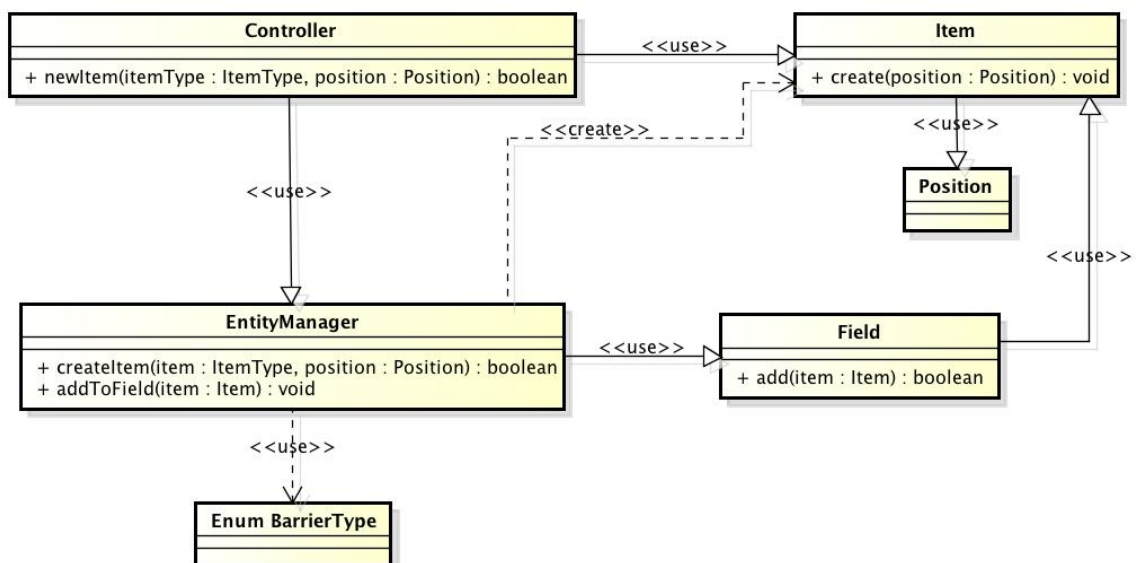 Controller
+ newItem(itemType : ItemType, position : Position) : boolean
<<use>>
Item
+ create(position : Position) : void
<<create>>
<<use>>
Position
<<use>>
<<use>>
EntityManager
+ createItem(item : ItemType, position : Position) : boolean
+ addToField(item : Item) : void
<<use>>
Field
+ add(item : Item) : boolean
<<use>>
Enum BarrierType